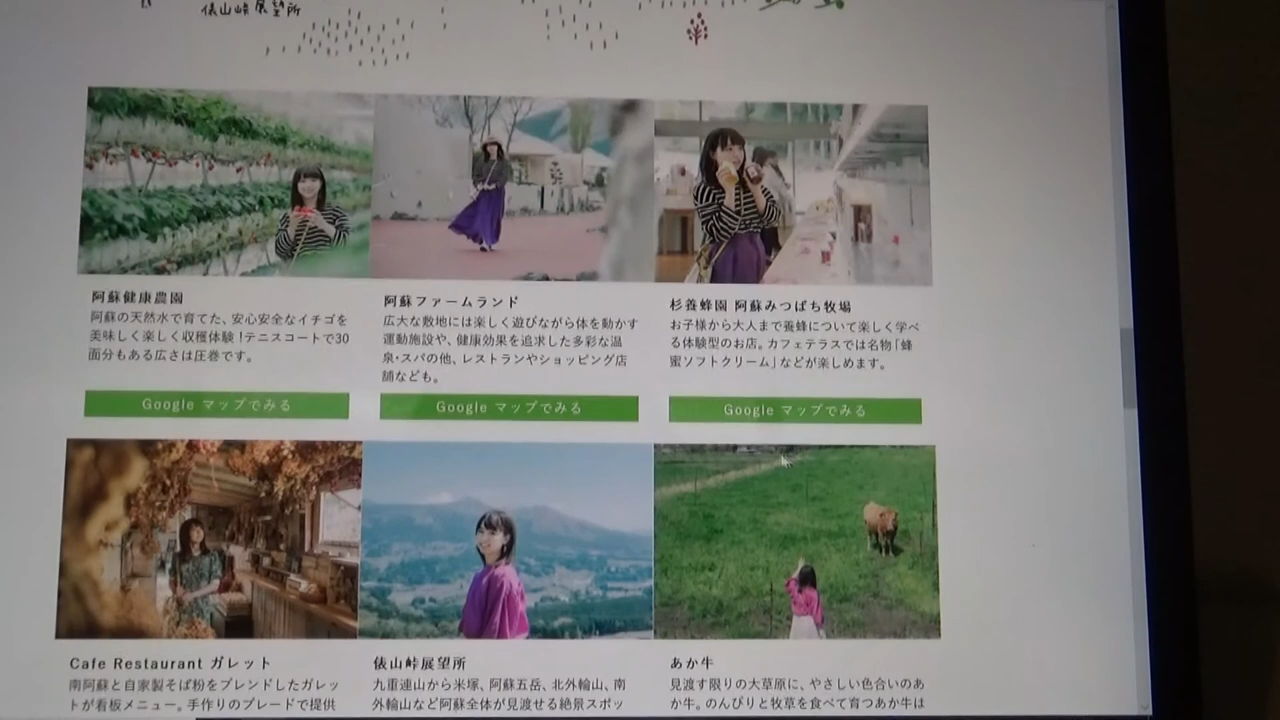 俵山峠展望所
阿蘇健康農園
阿蘇の天然水で育てた、安心安全なイチゴを
美味しく楽しく収穫体験！テニスコートで30
面分もある広さは圧巻です。
Google マップでみる
阿蘇ファームランド
広大な敷地には楽しく遊びながら体を動かす
運動施設や、健康効果を追求した多彩な温
泉・スパの他、レストランやショッピング店
舗なども。
Google マップでみる
杉養蜂園 阿蘇みつばち牧場
お子様から大人まで養蜂について楽しく学べ
る体験型のお店。カフェテラスでは名物「蜂
蜜ソフトクリーム」などが楽しめます。
Google マップでみる
Cafe Restaurant ガレット
南阿蘇と自家製そば粉をブレンドしたガレッ
トが看板メニュー。手作りのプレードで提供
俵山峠展望所
九重連山から米塚、阿蘇五岳、北外輪山、南
外輪山など阿蘇全体が見渡せる絶景スポッ
あか牛
見渡す限りの大草原に、やさしい色合いのあ
か牛。のんびりと牧草を食べて育つあか牛は